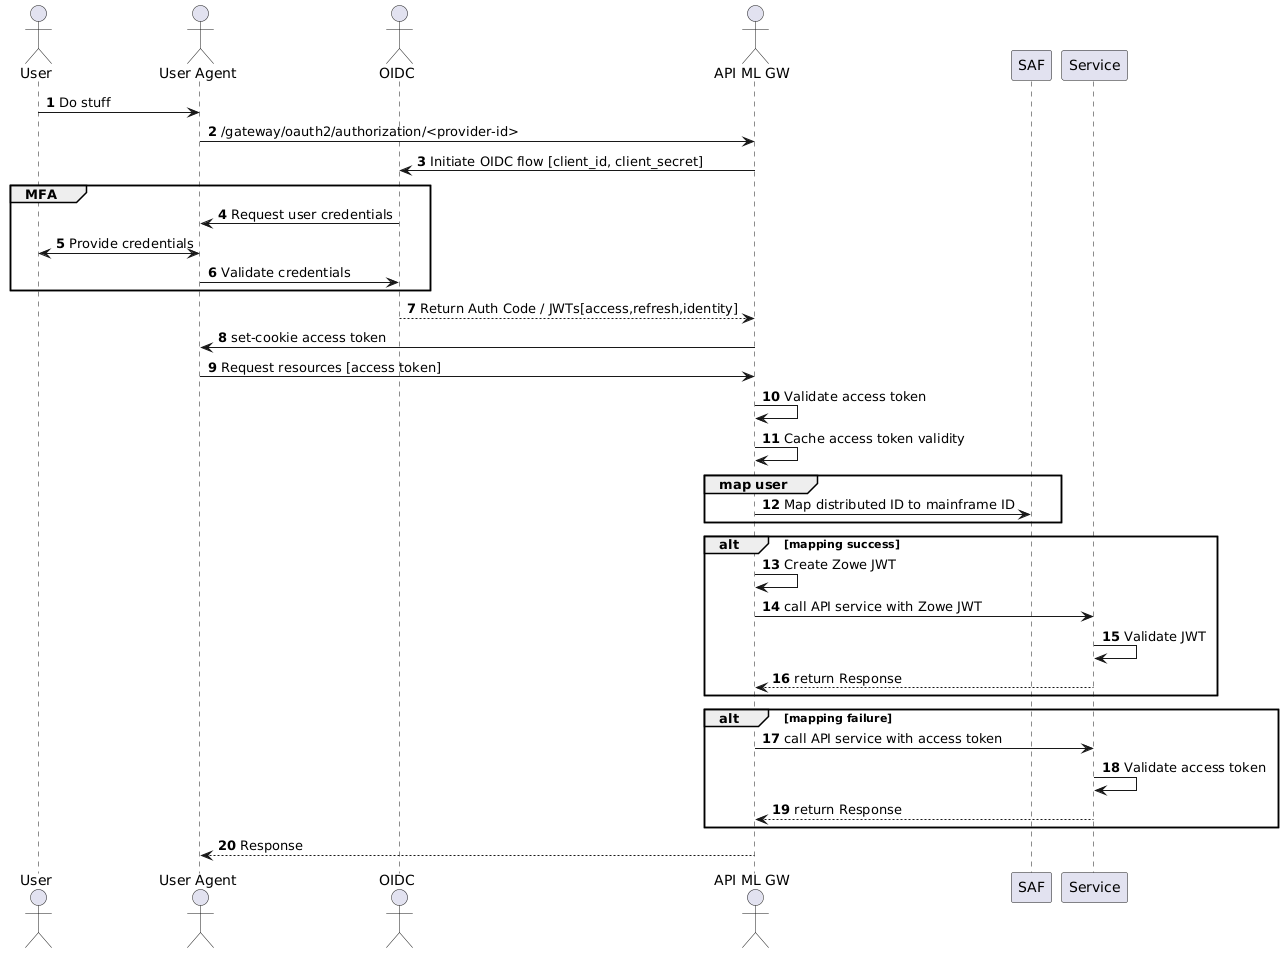 User
User Agent
OIDC
API ML GW
SAF
Service
1 Do stuff
2 /gateway/oauth2/authorization/<provider-id>
3 Initiate OIDC flow [client_id, client_secret]
MFA
4 Request user credentials
5 Provide credentials
6 Validate credentials
7 Return Auth Code / JWTs[access,refresh,identity]
8 set-cookie access token
9 Request resources [access token]
10 Validate access token
11 Cache access token validity
map user
12 Map distributed ID to mainframe ID
alt [mapping success]
13 Create Zowe JWT
14 call API service with Zowe JWT
15 Validate JWT
16 return Response
alt [mapping failure]
17 call API service with access token
18 Validate access token
19 return Response
20 Response
User
User Agent
OIDC
API ML GW
SAF
Service